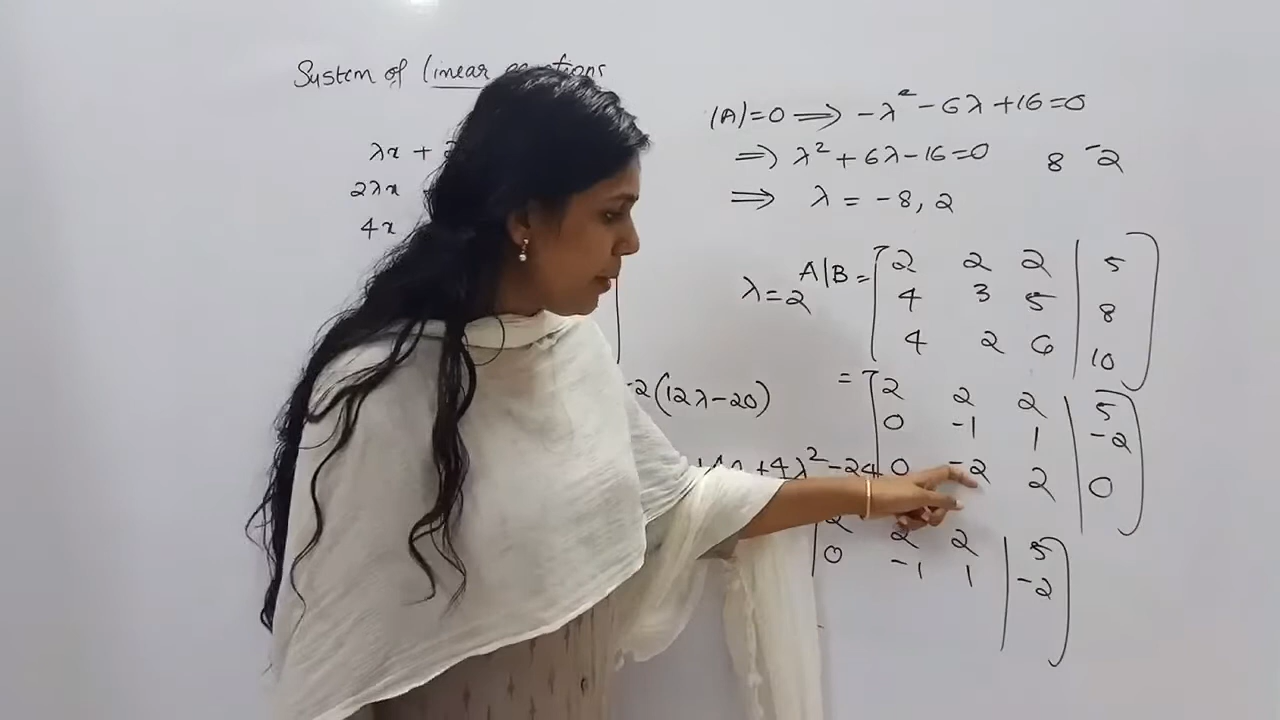 System of linear equations
λx +
2λx
4x
-2(12λ-20)
+4λ² -24
|A|=0 ⟹ -λ² -6λ +16=0
⟹ λ² +6λ-16=0 8 -2
⟹ λ = -8, 2
λ=2 A|B = [ 2 2 2 | 5 ]
4 3 5 | 8
4 2 6 | 10
= [ 2 2 2 | 5 ]
0 -1 1 | -2
0 -2 2 | 0
2 2 2 | 5 ]
0 -1 1 | -2